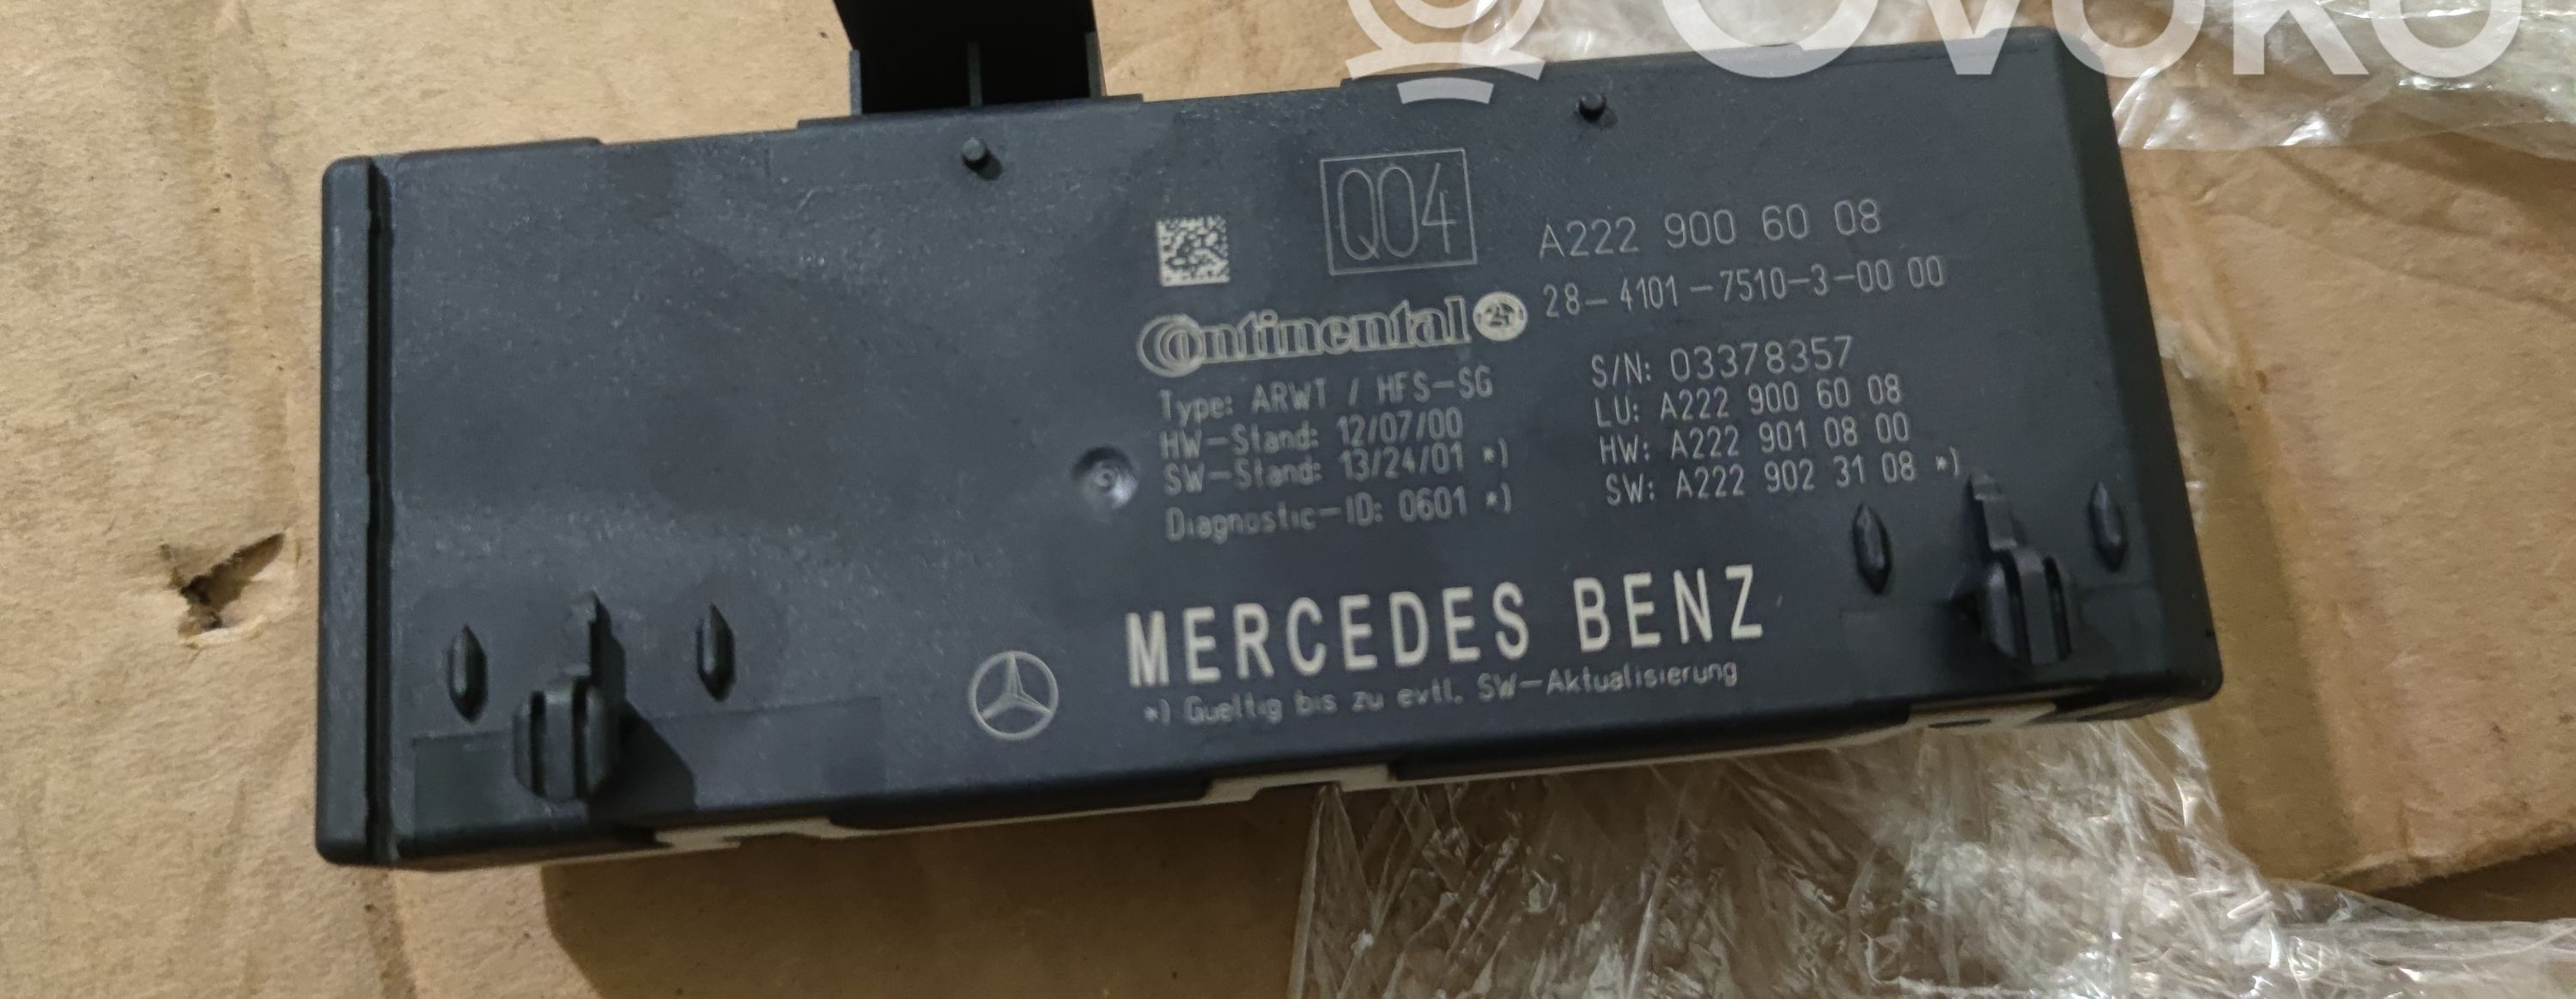 OVOKO
Q04
A222 900 60 08
28-4101-7510-3-00 00
Continental
S/N: 03378357
Type: ARWT / HFS-SG
LU: A222 900 60 08
HW-Stand: 12/07/00
HW: A222 901 08 00
SW-Stand: 13/24/01 *)
SW: A222 902 31 08 *)
Diagnostic-ID: 0601 *)
MERCEDES BENZ
*) Gueltig bis zu evtl. SW-Aktualisierung